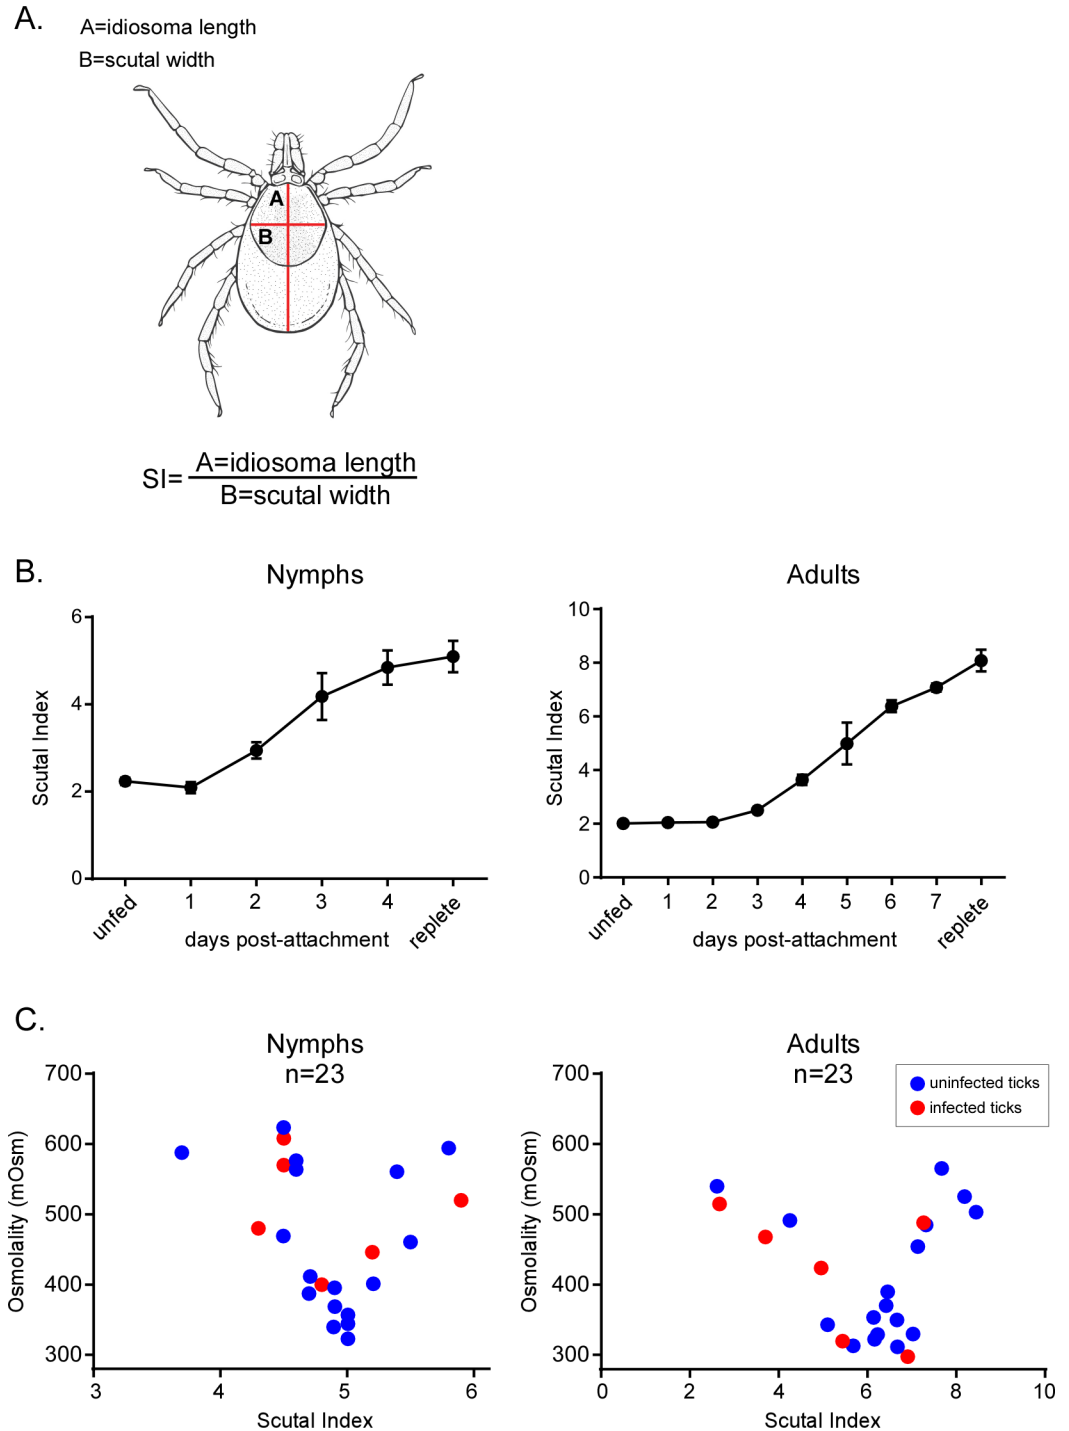 A.
A=idiosoma length
B=scutal width
A
B
SI=
A=idiosoma length
B=scutal width
B.
Nymphs
Scutal Index
6
4
2
0
unfed
1
2
3
4
replete
days post-attachment
Adults
Scutal Index
10
8
6
4
2
0
unfed
1
2
3
4
5
6
7
replete
days post-attachment
C.
Nymphs
n=23
Osmolality (mOsm)
700
600
500
400
300
3
4
5
6
Scutal Index
Adults
n=23
uninfected ticks
infected ticks
Osmolality (mOsm)
700
600
500
400
300
0
2
4
6
8
10
Scutal Index